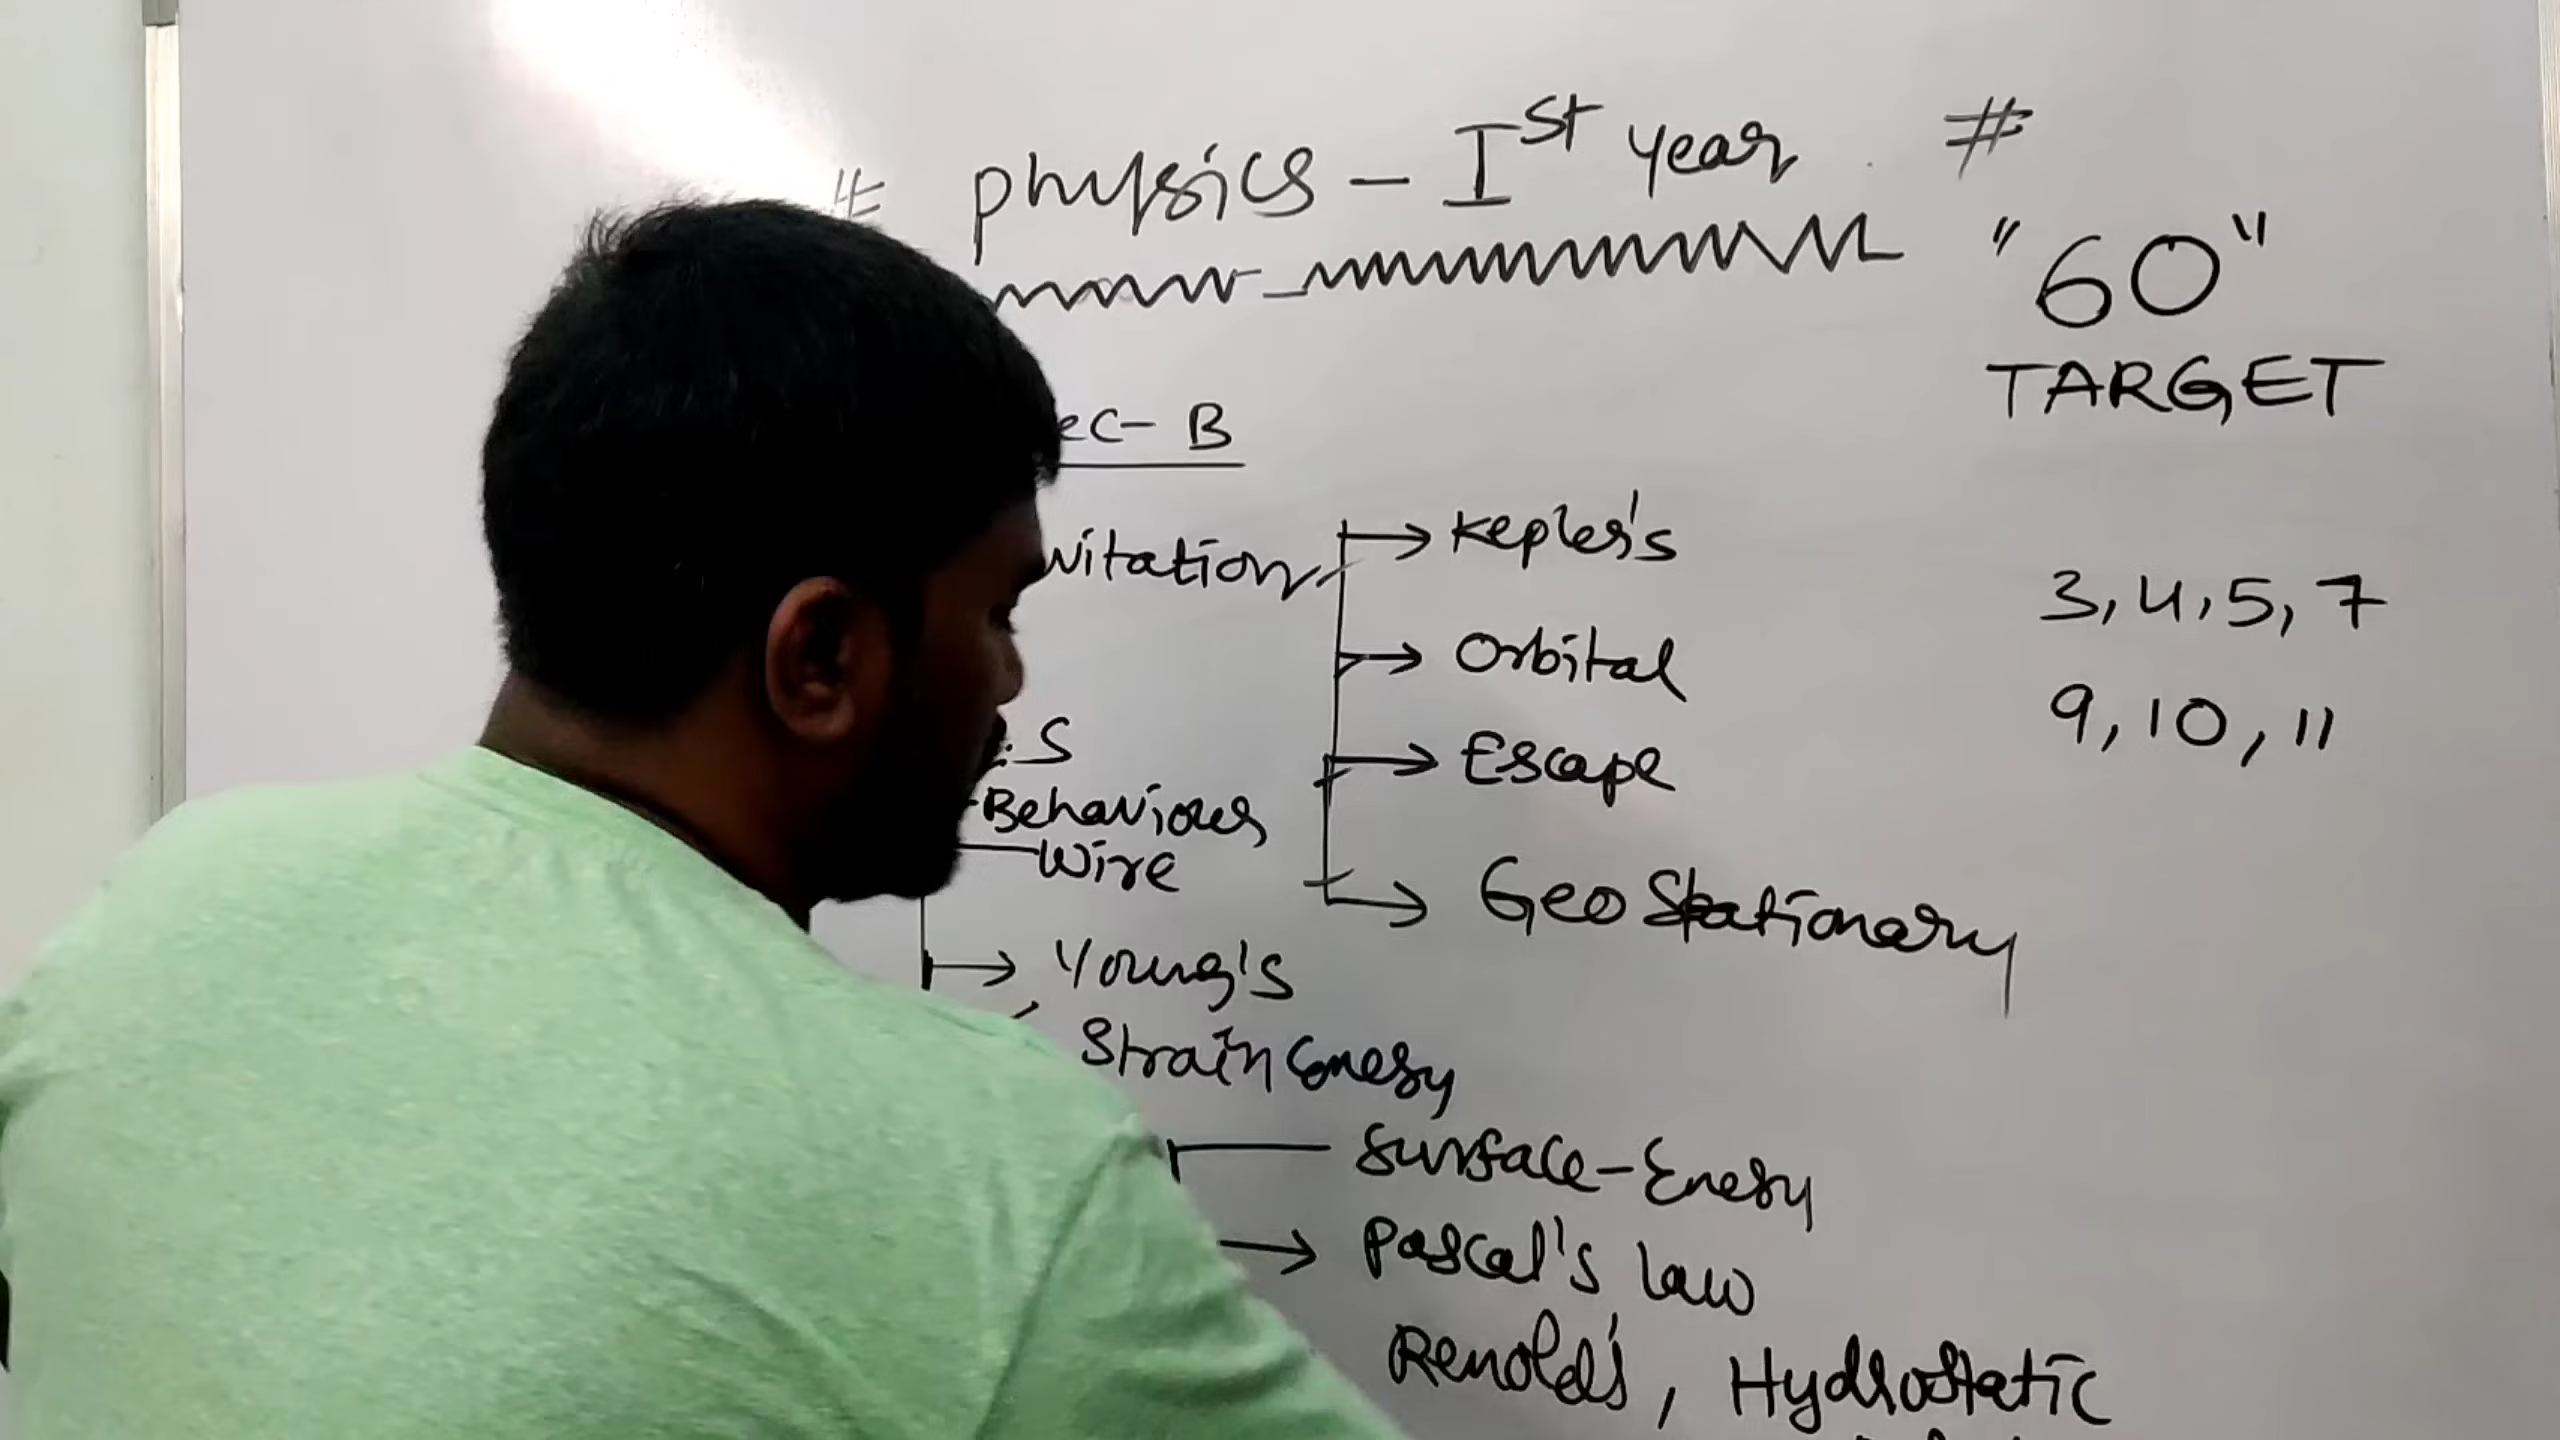 # Physics - Ist year #
"60"
TARGET
ec- B
vitation
Kepler's
Orbital
Escape
Geo Stationary
3, 4, 5, 7
9, 10, 11
.S
Behaviour
Wire
Young's
Strain Energy
Surface-Energy
Pascal's law
Renold's, Hydrostatic